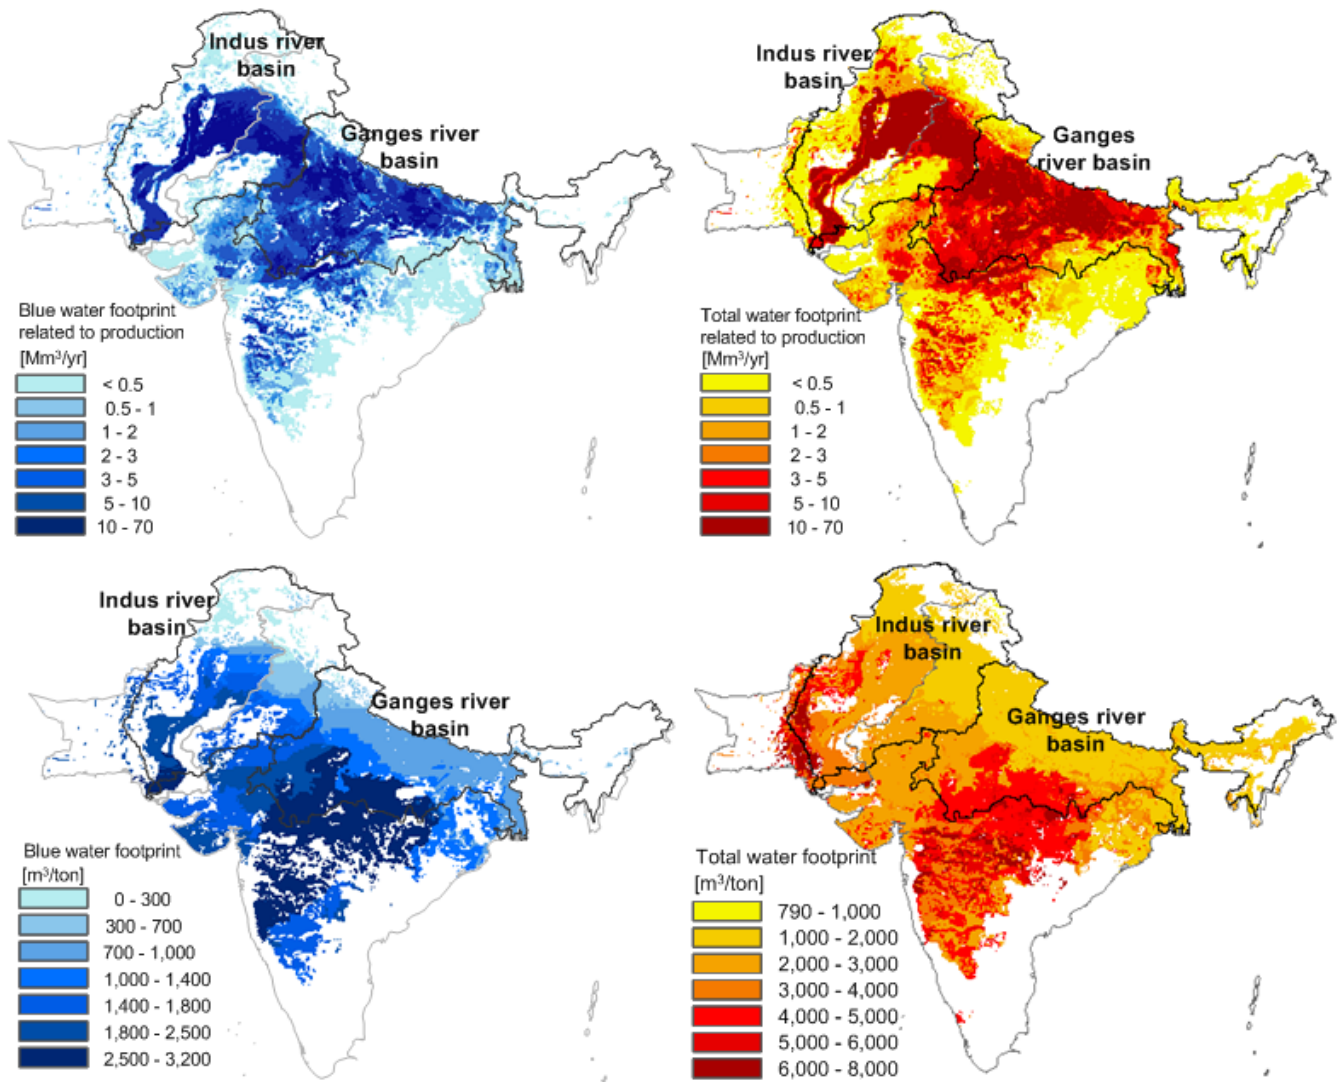 Indus river
basin
Ganges river
basin
Blue water footprint
related to production
[Mm³/yr]
< 0.5
0.5 - 1
1 - 2
2 - 3
3 - 5
5 - 10
10 - 70
Indus river
basin
Ganges
river basin
Total water footprint
related to production
[Mm³/yr]
< 0.5
0.5 - 1
1 - 2
2 - 3
3 - 5
5 - 10
10 - 70
Indus river
basin
Ganges river
basin
Blue water footprint
[m³/ton]
0 - 300
300 - 700
700 - 1,000
1,000 - 1,400
1,400 - 1,800
1,800 - 2,500
2,500 - 3,200
Indus river
basin
Ganges river
basin
Total water footprint
[m³/ton]
790 - 1,000
1,000 - 2,000
2,000 - 3,000
3,000 - 4,000
4,000 - 5,000
5,000 - 6,000
6,000 - 8,000